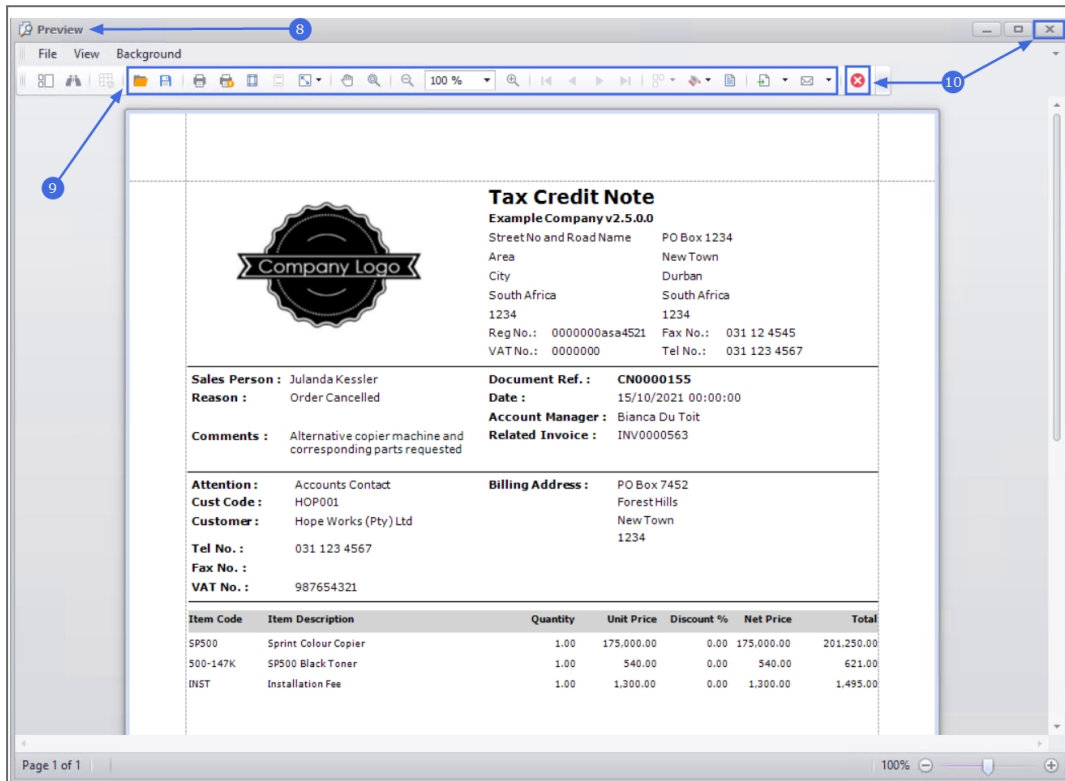 Preview
8
File View Background
100 %
10
9
Company Logo
Tax Credit Note
Example Company v2.5.0.0
Street No and Road Name PO Box 1234
Area New Town
City Durban
South Africa South Africa
1234 1234
Reg No.: 0000000asa4521 Fax No.: 031 12 4545
VAT No.: 0000000 Tel No.: 031 123 4567
Sales Person : Julanda Kessler Document Ref. : CN0000155
Reason : Order Cancelled Date : 15/10/2021 00:00:00
Account Manager : Bianca Du Toit
Comments : Alternative copier machine and Related Invoice : INV0000563
corresponding parts requested
Attention : Accounts Contact Billing Address : PO Box 7452
Cust Code : HOP001 Forest Hills
Customer : Hope Works (Pty) Ltd New Town
1234
Tel No. : 031 123 4567
Fax No. :
VAT No. : 987654321
Item Code Item Description Quantity Unit Price Discount % Net Price Total
SP500 Sprint Colour Copier 1.00 175,000.00 0.00 175,000.00 201,250.00
500-147K SP500 Black Toner 1.00 540.00 0.00 540.00 621.00
INST Installation Fee 1.00 1,300.00 0.00 1,300.00 1,495.00
Page 1 of 1 100%